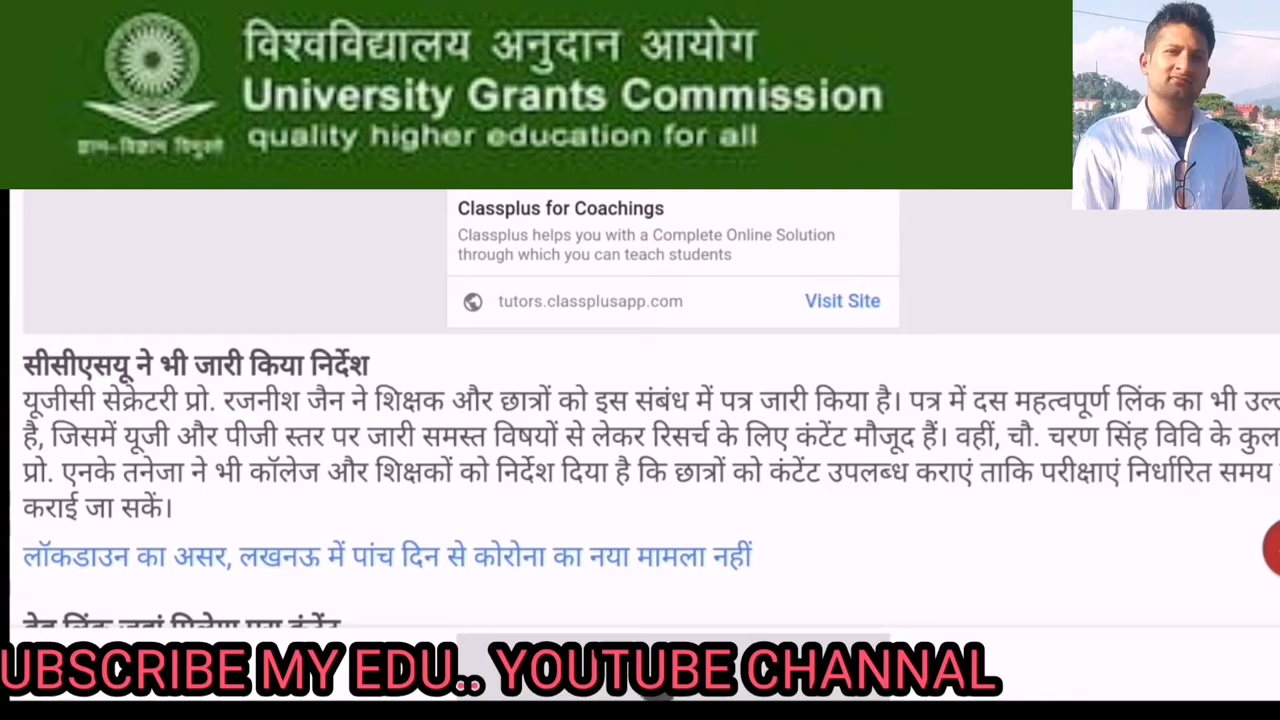 विश्वविद्यालय अनुदान आयोग
University Grants Commission
quality higher education for all
ज्ञान-विज्ञान विमुक्तये
Classplus for Coachings
Classplus helps you with a Complete Online Solution
through which you can teach students
tutors.classplusapp.com
Visit Site
सीसीएसयू ने भी जारी किया निर्देश
यूजीसी सेक्रेटरी प्रो. रजनीश जैन ने शिक्षक और छात्रों को इस संबंध में पत्र जारी किया है। पत्र में दस महत्वपूर्ण लिंक का भी
है, जिसमें यूजी और पीजी स्तर पर जारी समस्त विषयों से लेकर रिसर्च के लिए कंटेंट मौजूद हैं। वहीं, चौ. चरण सिंह विवि के
प्रो. एनके तनेजा ने भी कॉलेज और शिक्षकों को निर्देश दिया है कि छात्रों को कंटेंट उपलब्ध कराएं ताकि परीक्षाएं निर्धारित समय
कराई जा सकें।
लॉकडाउन का असर, लखनऊ में पांच दिन से कोरोना का नया मामला नहीं
UBSCRIBE MY EDU.. YOUTUBE CHANNAL